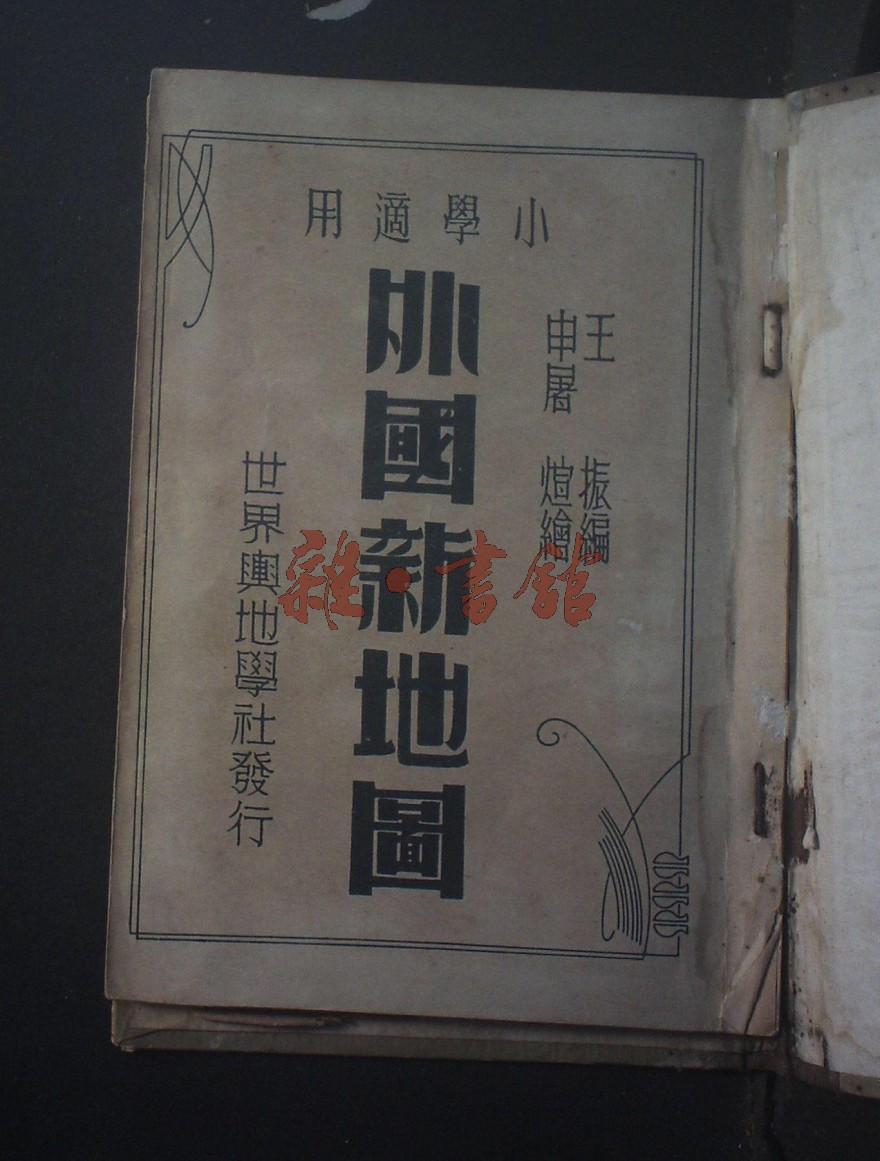 小學適用
王　振編
申屠　煊繪
外國新地圖
世界輿地學社發行
雜·書館